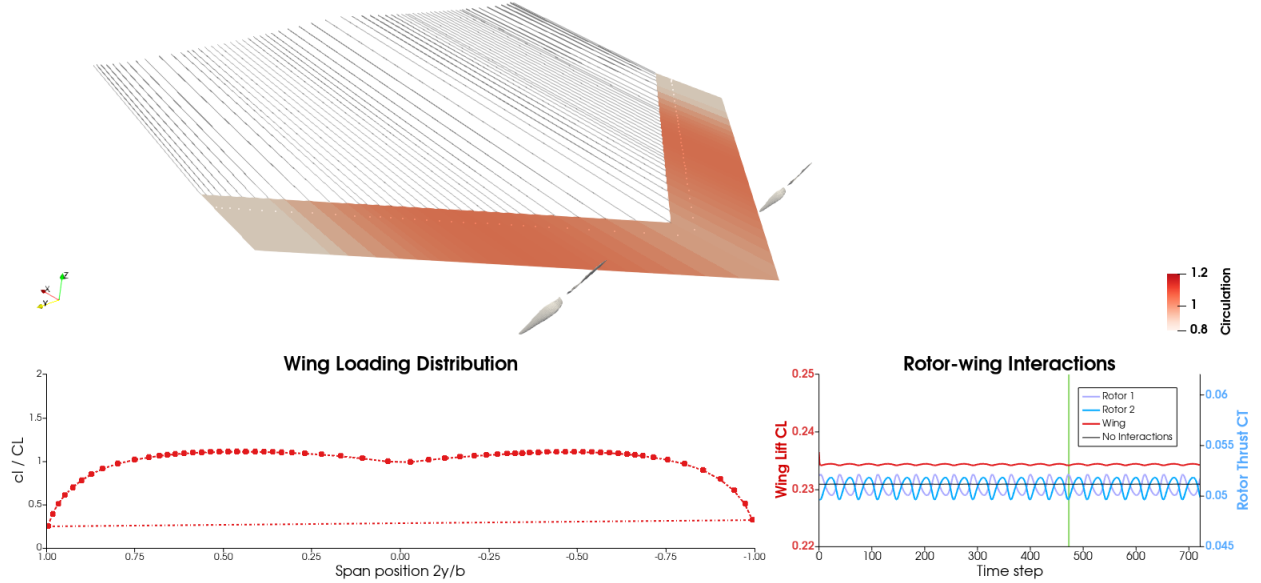 Z
X
Y
1.2
1
0.8
Circulation
Wing Loading Distribution
2
1.5
1
0.5
0
cl / CL
1.00 0.75 0.50 0.25 0.00 -0.25 -0.50 -0.75 -1.00
Span position 2y/b
Rotor-wing Interactions
0.25
0.24
0.23
0.22
Wing Lift CL
Rotor 1
Rotor 2
Wing
No Interactions
0.06
0.055
0.05
0.045
Rotor Thrust CT
0 100 200 300 400 500 600 700
Time step